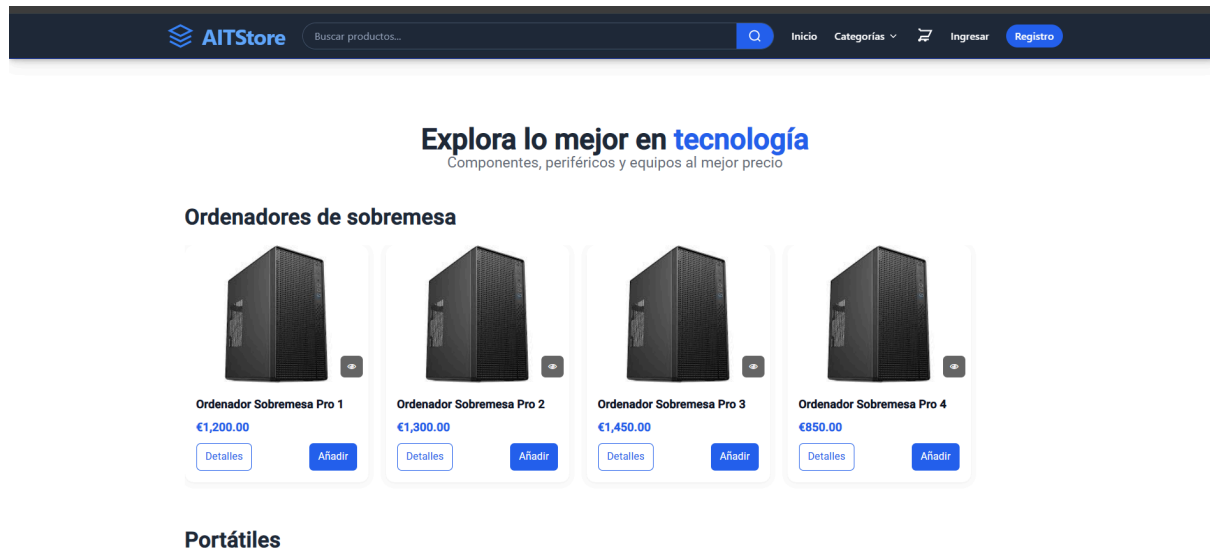 AITStore Buscar productos... Inicio Categorías Ingresar Registro
Explora lo mejor en tecnología
Componentes, periféricos y equipos al mejor precio
Ordenadores de sobremesa
Ordenador Sobremesa Pro 1
€1,200.00
Detalles Añadir
Ordenador Sobremesa Pro 2
€1,300.00
Detalles Añadir
Ordenador Sobremesa Pro 3
€1,450.00
Detalles Añadir
Ordenador Sobremesa Pro 4
€850.00
Detalles Añadir
Portátiles